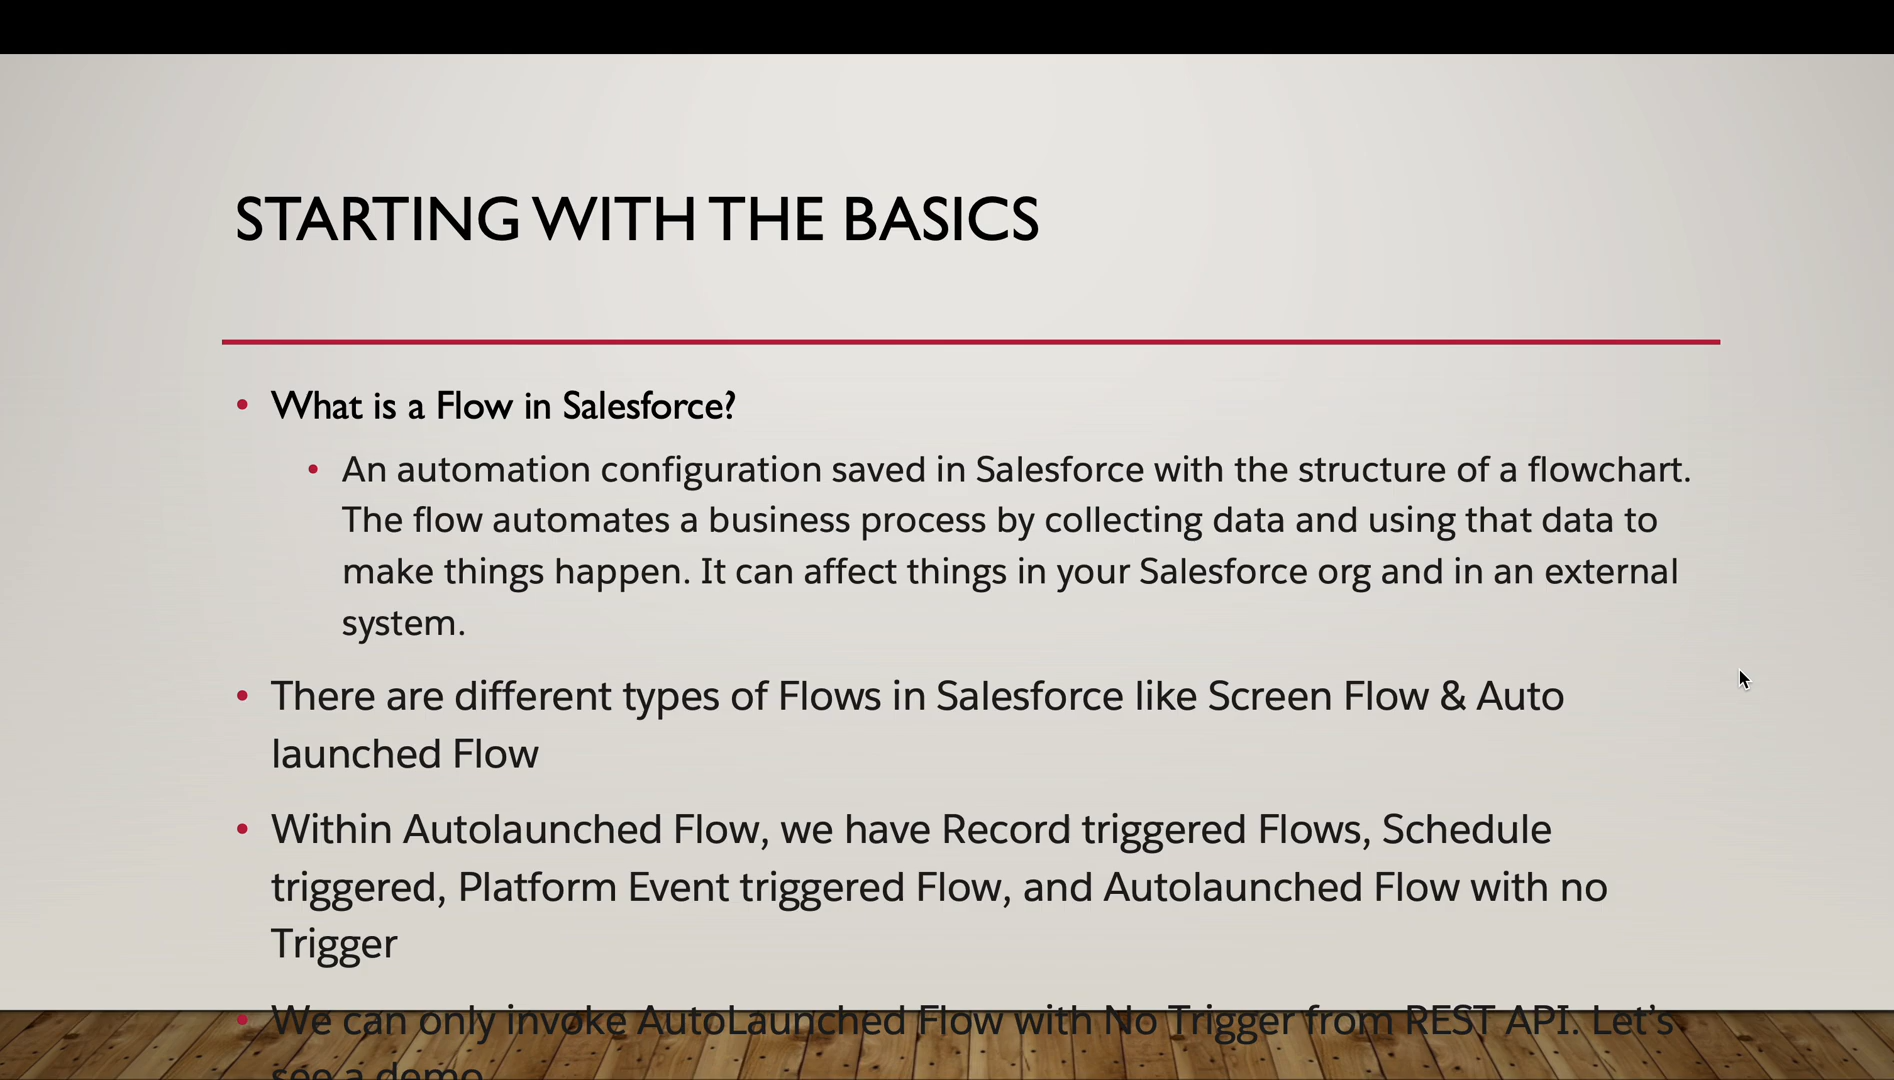 STARTING WITH THE BASICS
• What is a Flow in Salesforce?
• An automation configuration saved in Salesforce with the structure of a flowchart.
The flow automates a business process by collecting data and using that data to
make things happen. It can affect things in your Salesforce org and in an external
system.
• There are different types of Flows in Salesforce like Screen Flow & Auto
launched Flow
• Within Autolaunched Flow, we have Record triggered Flows, Schedule
triggered, Platform Event triggered Flow, and Autolaunched Flow with no
Trigger
• We can only invoke AutoLaunched Flow with No Trigger from REST API. Let's
see a demo